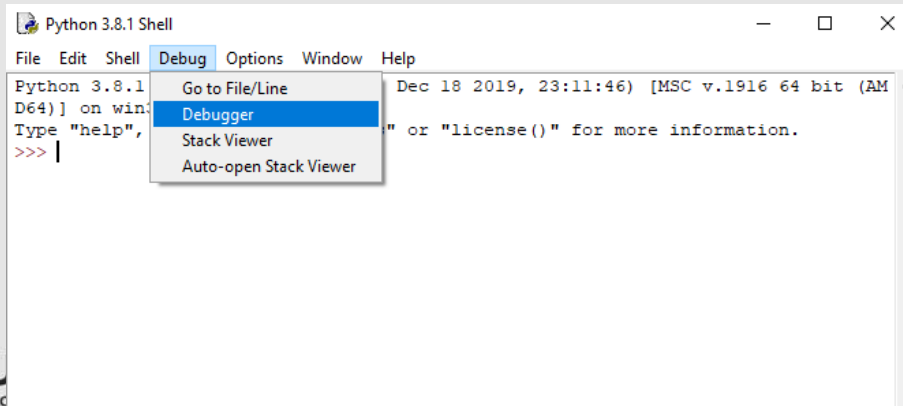 Python 3.8.1 Shell
File Edit Shell Debug Options Window Help
Python 3.8.1 Dec 18 2019, 23:11:46) [MSC v.1916 64 bit (AM
D64)] on win3
Type "help", " or "license()" for more information.
>>>
Go to File/Line
Debugger
Stack Viewer
Auto-open Stack Viewer